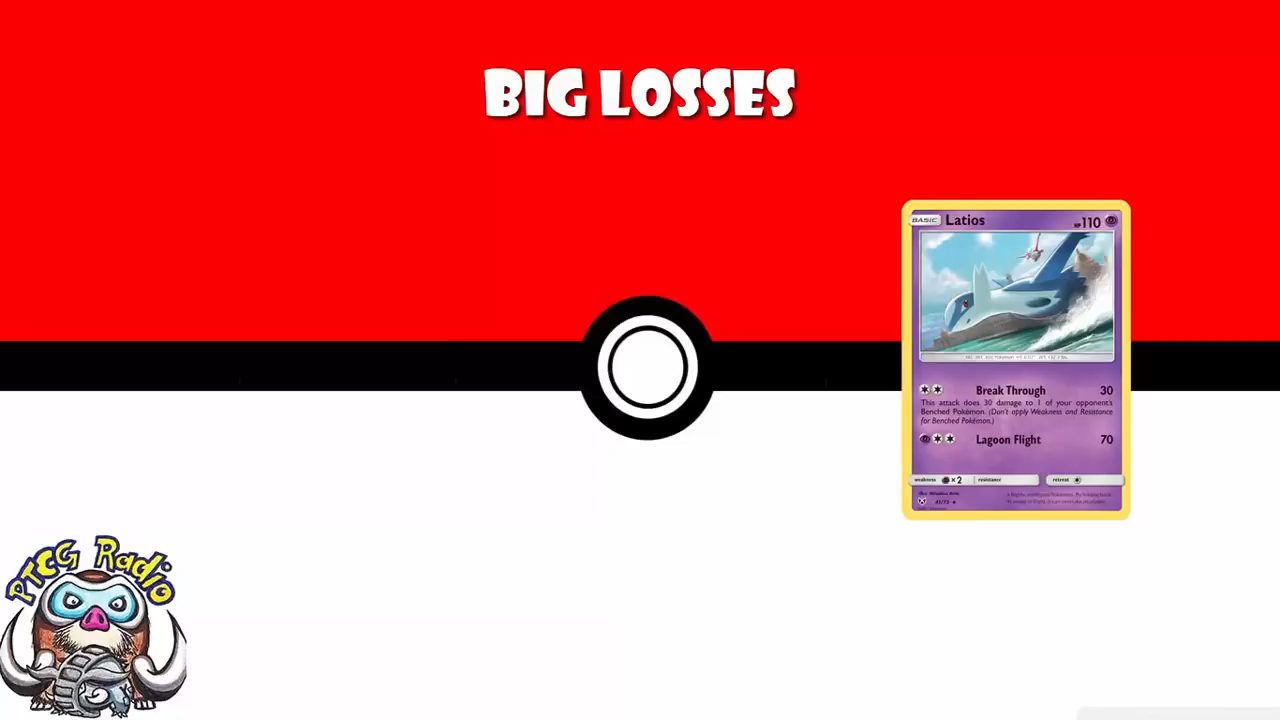 BIG LOSSES
BASIC Latios HP110
Break Through 30
This attack does 30 damage to 1 of your opponent's
Benched Pokémon. (Don't apply Weakness and Resistance
for Benched Pokémon.)
Lagoon Flight 70
weakness ×2 resistance retreat
PTCG Radio